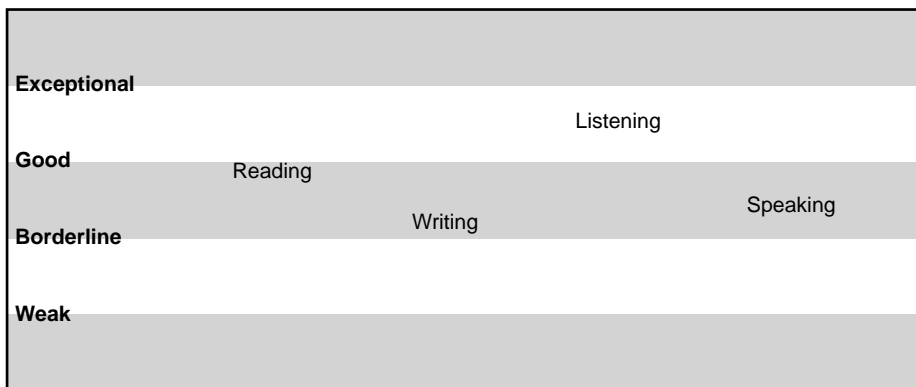 Exceptional
Listening
Good
Reading
Speaking
Writing
Borderline
Weak